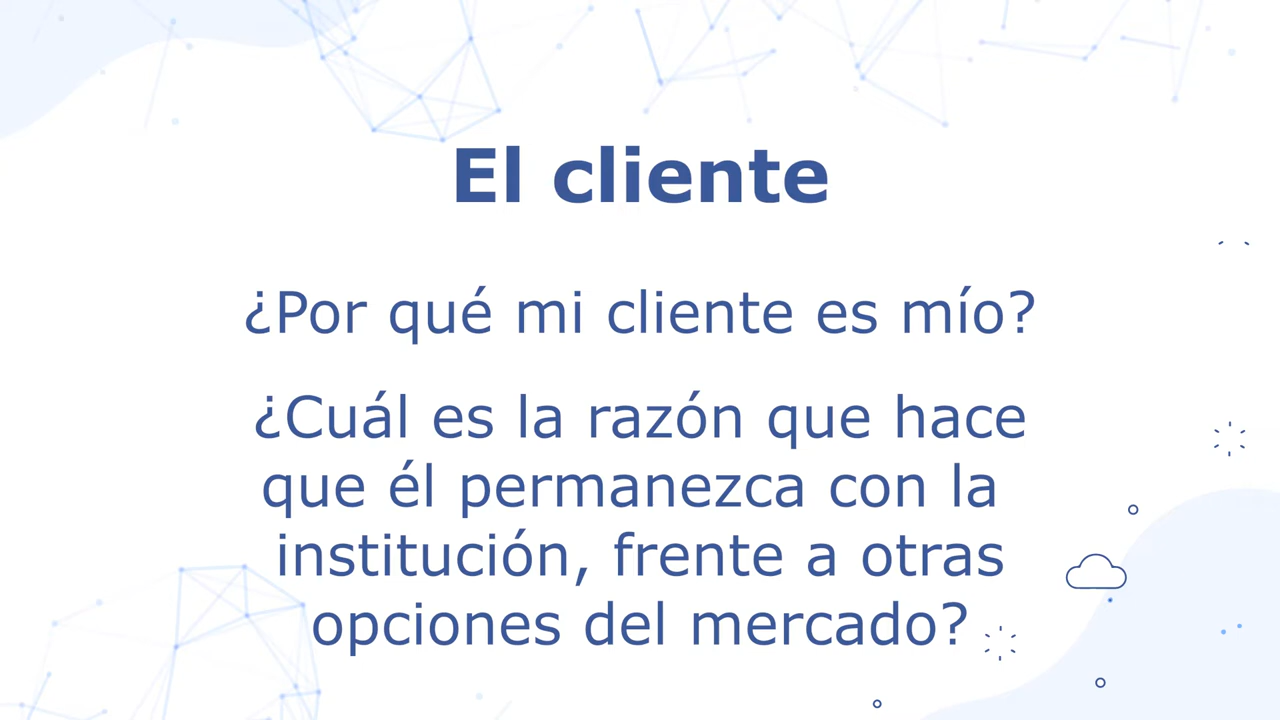 El cliente
¿Por qué mi cliente es mío?
¿Cuál es la razón que hace
que él permanezca con la
institución, frente a otras
opciones del mercado?